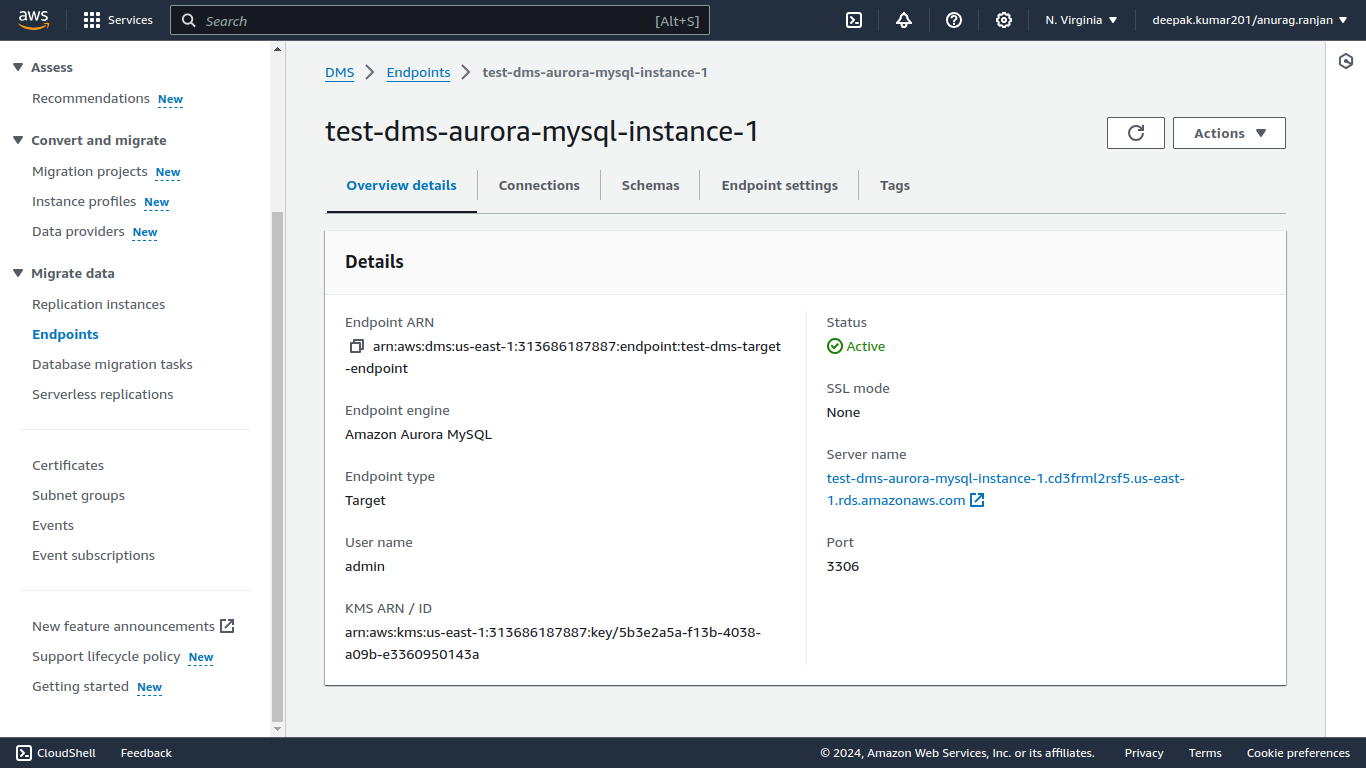 aws
Services
Search
[Alt+S]
N. Virginia
deepak.kumar201/anurag.ranjan
Assess
Recommendations New
Convert and migrate
Migration projects New
Instance profiles New
Data providers New
Migrate data
Replication instances
Endpoints
Database migration tasks
Serverless replications
Certificates
Subnet groups
Events
Event subscriptions
New feature announcements
Support lifecycle policy New
Getting started New
DMS
Endpoints
test-dms-aurora-mysql-instance-1
test-dms-aurora-mysql-instance-1
Actions
Overview details
Connections
Schemas
Endpoint settings
Tags
Details
Endpoint ARN
arn:aws:dms:us-east-1:313686187887:endpoint:test-dms-target
-endpoint
Endpoint engine
Amazon Aurora MySQL
Endpoint type
Target
User name
admin
KMS ARN / ID
arn:aws:kms:us-east-1:313686187887:key/5b3e2a5a-f13b-4038-
a09b-e3360950143a
Status
Active
SSL mode
None
Server name
test-dms-aurora-mysql-instance-1.cd3frml2rsf5.us-east-
1.rds.amazonaws.com
Port
3306
CloudShell
Feedback
© 2024, Amazon Web Services, Inc. or its affiliates.
Privacy
Terms
Cookie preferences